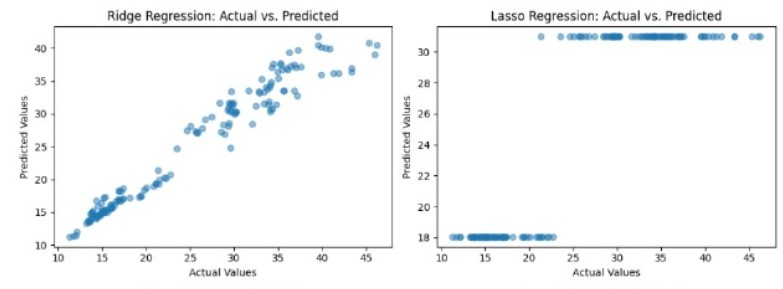 Ridge Regression: Actual vs. Predicted
40
35
30
25
20
15
10
Predicted Values
10 15 20 25 30 35 40 45
Actual Values
Lasso Regression: Actual vs. Predicted
30
28
26
24
22
20
18
Predicted Values
10 15 20 25 30 35 40 45
Actual Values